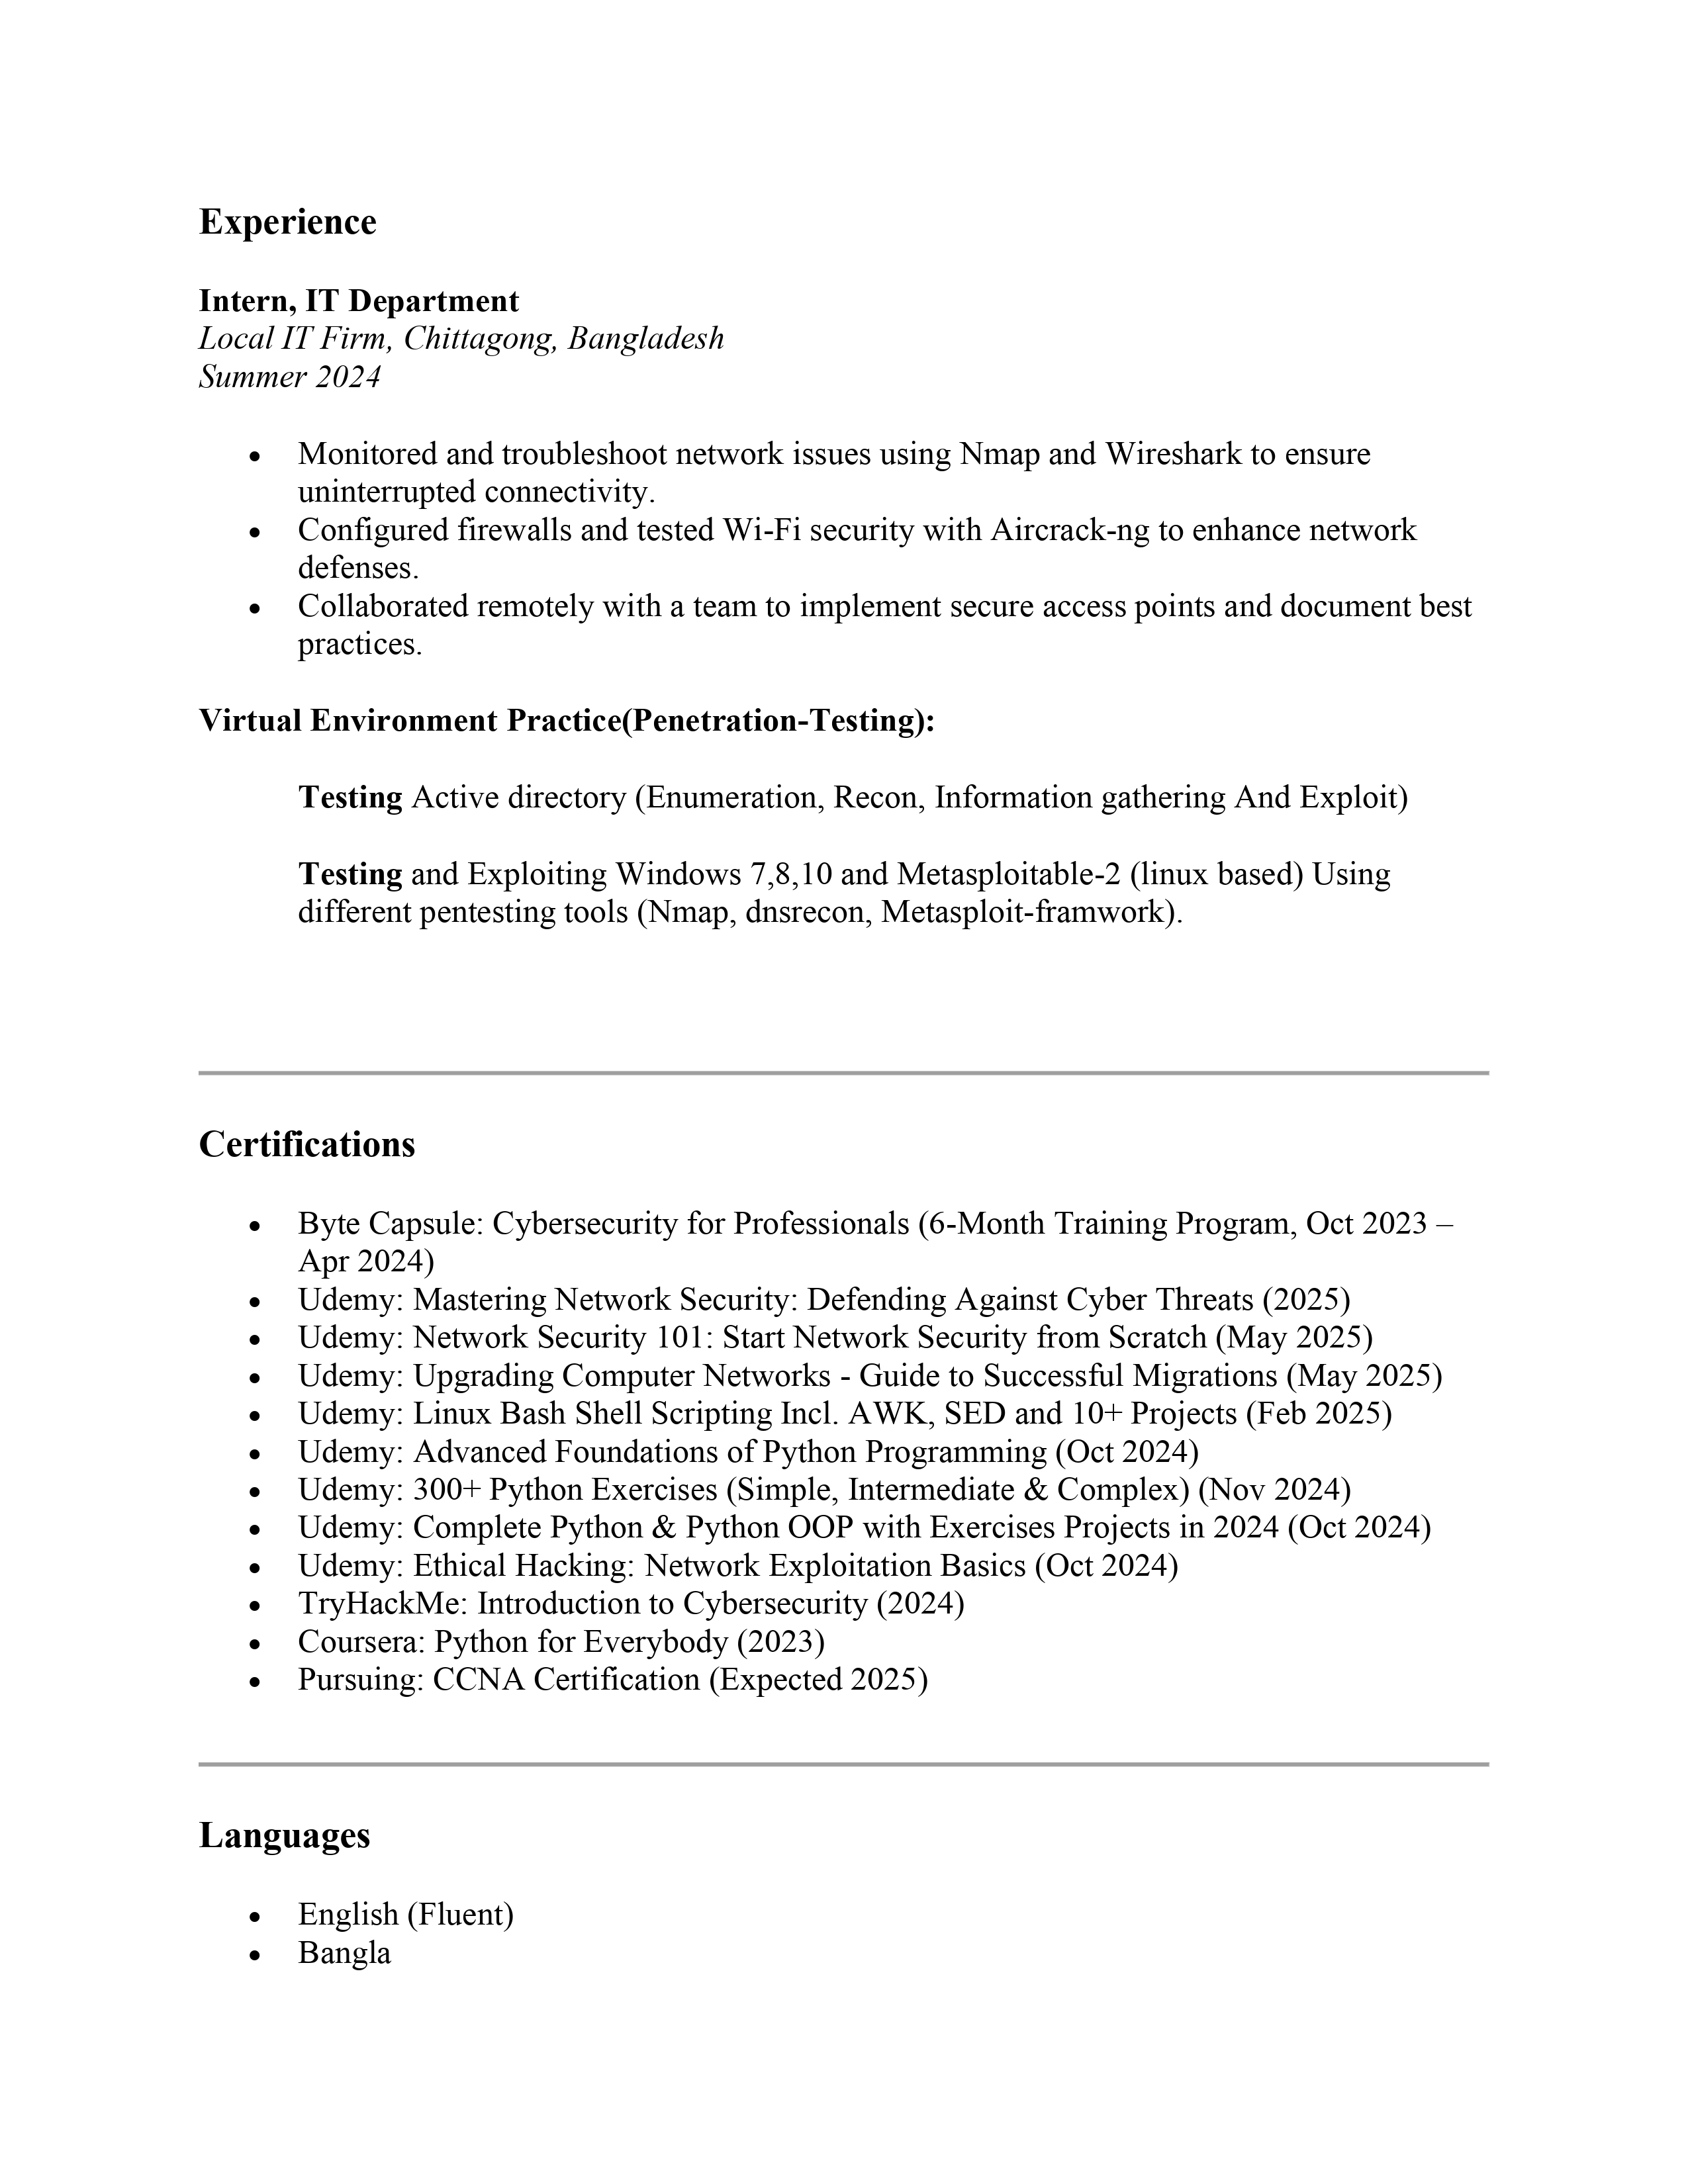 Experience
Intern, IT Department
Local IT Firm, Chittagong, Bangladesh
Summer 2024
• Monitored and troubleshoot network issues using Nmap and Wireshark to ensure
uninterrupted connectivity.
• Configured firewalls and tested Wi-Fi security with Aircrack-ng to enhance network
defenses.
• Collaborated remotely with a team to implement secure access points and document best
practices.
Virtual Environment Practice(Penetration-Testing):
Testing Active directory (Enumeration, Recon, Information gathering And Exploit)
Testing and Exploiting Windows 7,8,10 and Metasploitable-2 (linux based) Using
different pentesting tools (Nmap, dnsrecon, Metasploit-framwork).
Certifications
• Byte Capsule: Cybersecurity for Professionals (6-Month Training Program, Oct 2023 –
Apr 2024)
• Udemy: Mastering Network Security: Defending Against Cyber Threats (2025)
• Udemy: Network Security 101: Start Network Security from Scratch (May 2025)
• Udemy: Upgrading Computer Networks - Guide to Successful Migrations (May 2025)
• Udemy: Linux Bash Shell Scripting Incl. AWK, SED and 10+ Projects (Feb 2025)
• Udemy: Advanced Foundations of Python Programming (Oct 2024)
• Udemy: 300+ Python Exercises (Simple, Intermediate & Complex) (Nov 2024)
• Udemy: Complete Python & Python OOP with Exercises Projects in 2024 (Oct 2024)
• Udemy: Ethical Hacking: Network Exploitation Basics (Oct 2024)
• TryHackMe: Introduction to Cybersecurity (2024)
• Coursera: Python for Everybody (2023)
• Pursuing: CCNA Certification (Expected 2025)
Languages
• English (Fluent)
• Bangla